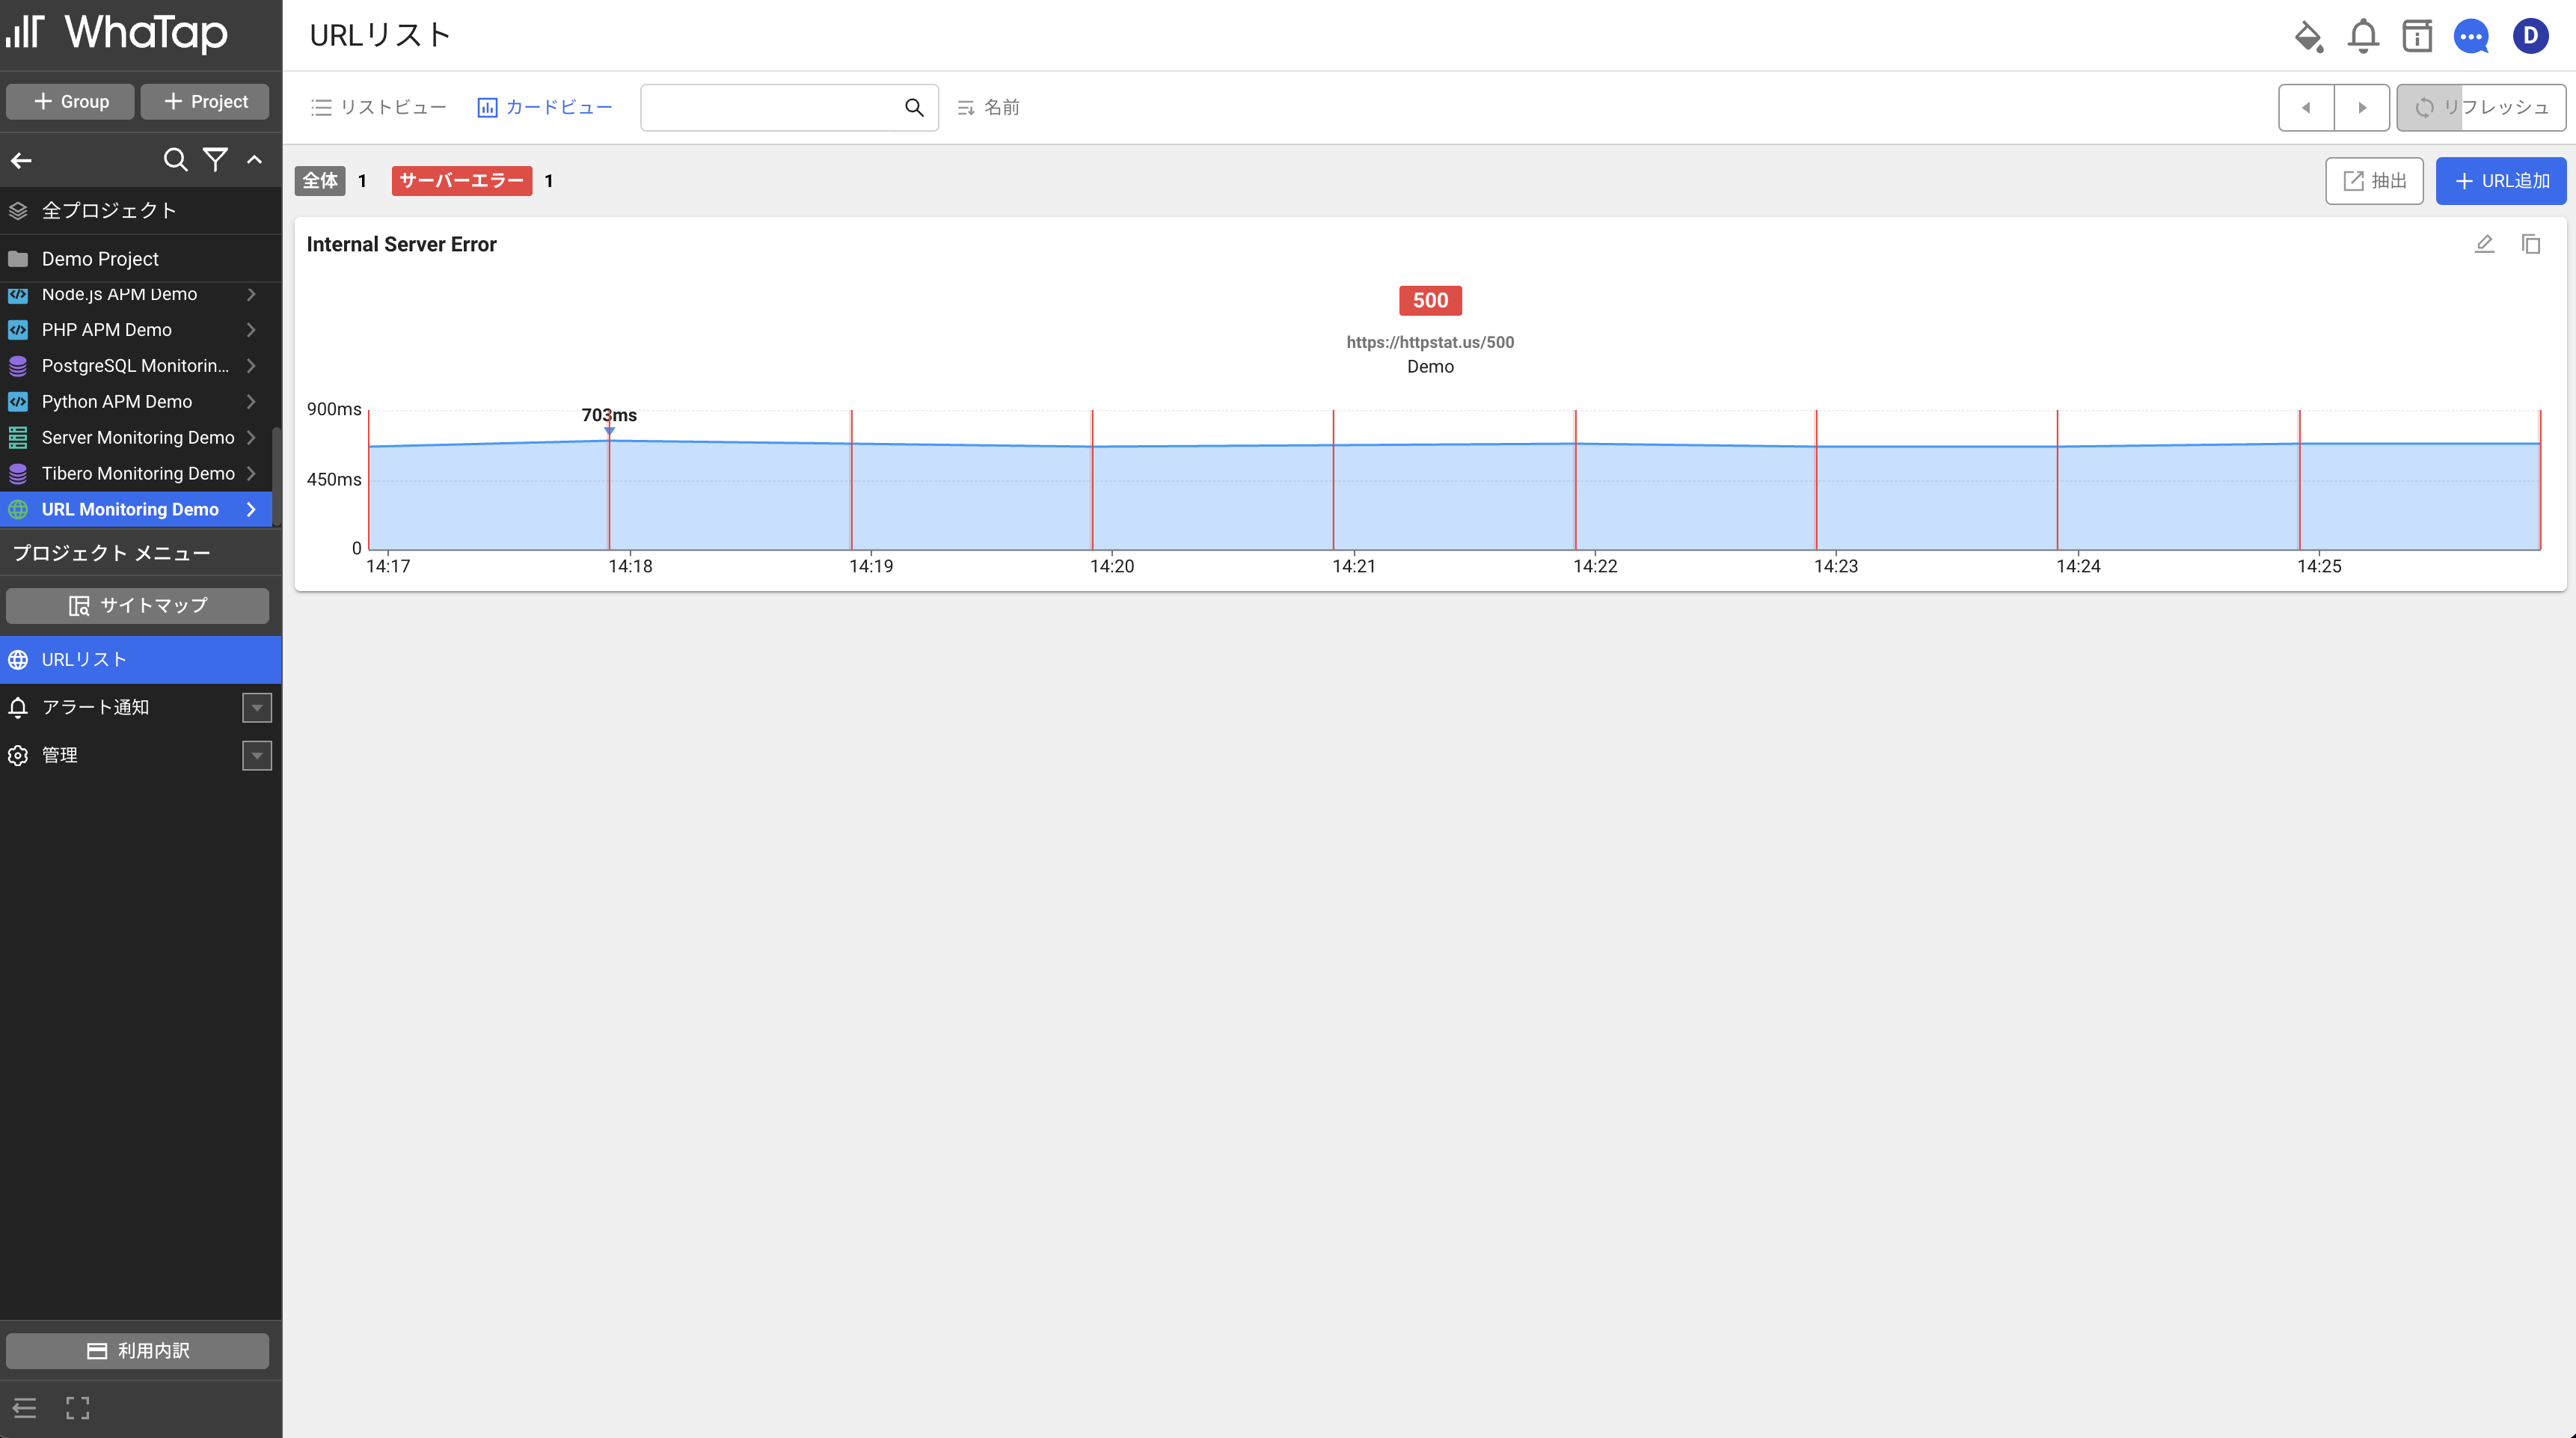 WhaTap
Group
Project
全プロジェクト
Demo Project
Node.js APM Demo
PHP APM Demo
PostgreSQL Monitorin...
Python APM Demo
Server Monitoring Demo
Tibero Monitoring Demo
URL Monitoring Demo
プロジェクト メニュー
サイトマップ
URLリスト
アラート通知
管理
利用内訳
URLリスト
D
リストビュー
カードビュー
名前
リフレッシュ
全体 1 サーバーエラー 1
抽出
URL追加
Internal Server Error
500
https://httpstat.us/500
Demo
900ms
703ms
450ms
0
14:17 14:18 14:19 14:20 14:21 14:22 14:23 14:24 14:25